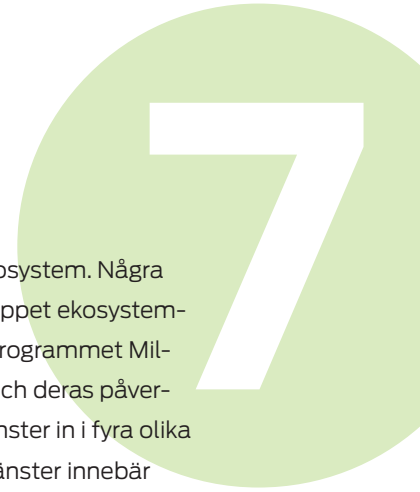 7
osystem. Några
ppet ekosystem-
rogrammet Mil-
ch deras påver-
nster in i fyra olika
änster innebär